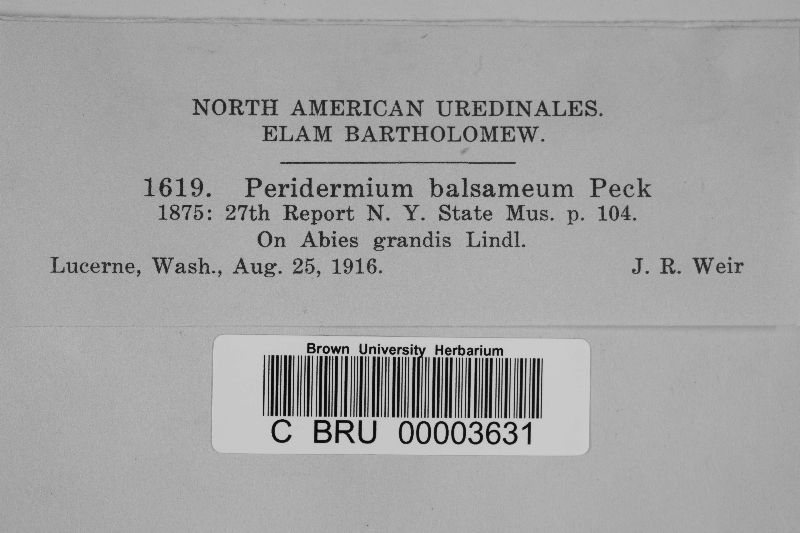 NORTH AMERICAN UREDINALES.
ELAM BARTHOLOMEW.
1619. Peridermium balsameum Peck
1875: 27th Report N. Y. State Mus. p. 104.
On Abies grandis Lindl.
Lucerne, Wash., Aug. 25, 1916. J. R. Weir
Brown University Herbarium
C BRU 00003631